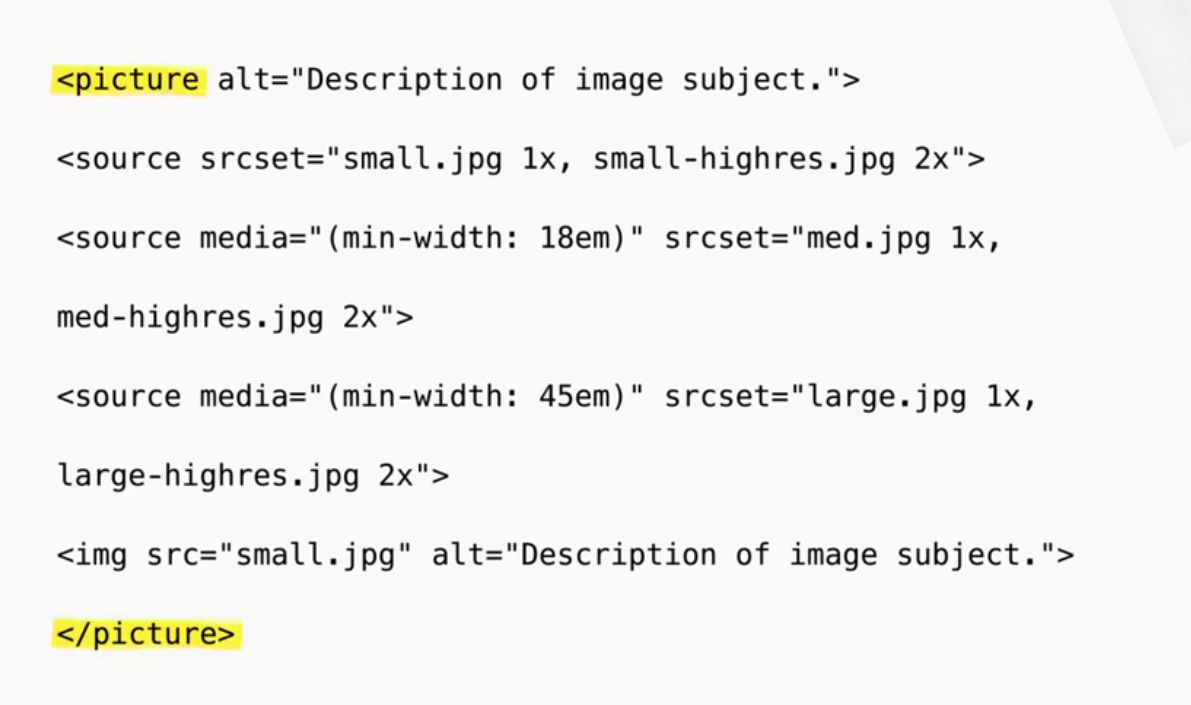 <picture alt="Description of image subject.">
<source srcset="small.jpg 1x, small-highres.jpg 2x">
<source media="(min-width: 18em)" srcset="med.jpg 1x,
med-highres.jpg 2x">
<source media="(min-width: 45em)" srcset="large.jpg 1x,
large-highres.jpg 2x">
<img src="small.jpg" alt="Description of image subject.">
</picture>